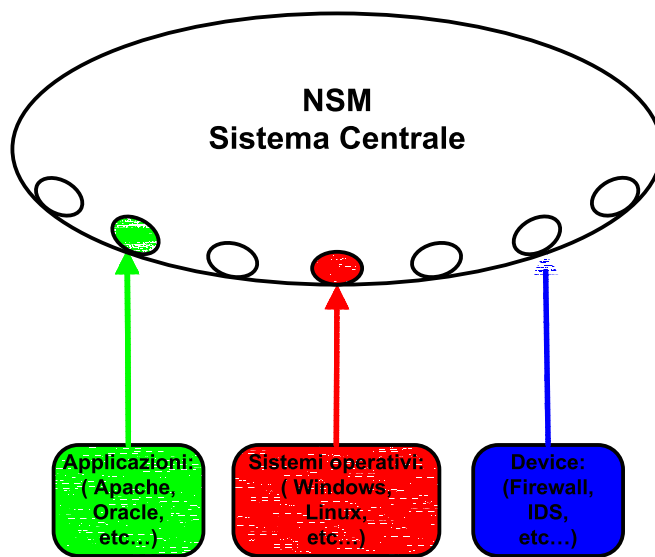 NSM
Sistema Centrale
Applicazioni:
( Apache,
Oracle,
etc...)
Sistemi operativi:
( Windows,
Linux,
etc...)
Device:
(Firewall,
IDS,
etc...)